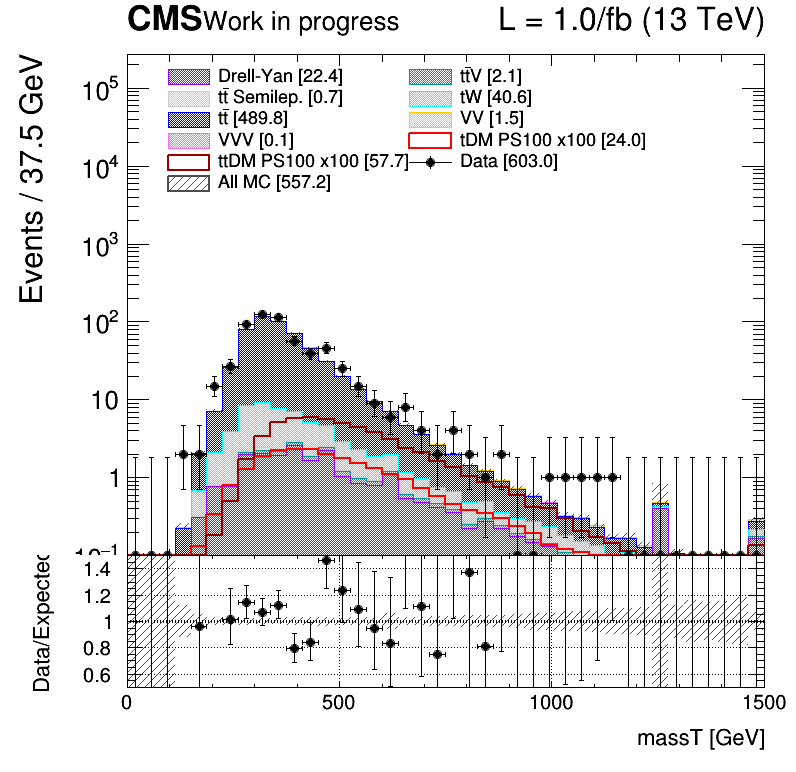 CMS Work in progress L = 1.0/fb (13 TeV)
Events / 37.5 GeV
10⁵
10⁴
10³
10²
10
1
10⁻¹
Drell-Yan [22.4]
tt̄V [2.1]
tt̄ Semilep. [0.7]
tW [40.6]
tt̄ [489.8]
VV [1.5]
VVV [0.1]
tDM PS100 x100 [24.0]
ttDM PS100 x100 [57.7]
Data [603.0]
All MC [557.2]
Data/Expected
1.4
1.2
1
0.8
0.6
0 500 1000 1500
massT [GeV]